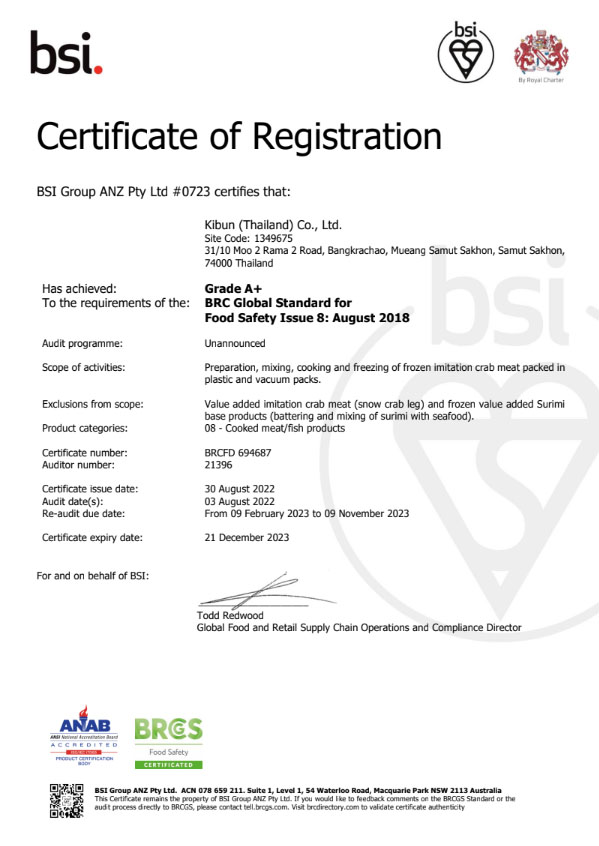 bsi.
bsi
By Royal Charter
Certificate of Registration
BSI Group ANZ Pty Ltd #0723 certifies that:
Kibun (Thailand) Co., Ltd.
Site Code: 1349675
31/10 Moo 2 Rama 2 Road, Bangkrachao, Mueang Samut Sakhon, Samut Sakhon,
74000 Thailand
bsi
Has achieved: Grade A+
To the requirements of the: BRC Global Standard for
Food Safety Issue 8: August 2018
Audit programme: Unannounced
Scope of activities: Preparation, mixing, cooking and freezing of frozen imitation crab meat packed in
plastic and vacuum packs.
Exclusions from scope: Value added imitation crab meat (snow crab leg) and frozen value added Surimi
base products (battering and mixing of surimi with seafood).
Product categories: 08 - Cooked meat/fish products
Certificate number: BRCFD 694687
Auditor number: 21396
Certificate issue date: 30 August 2022
Audit date(s): 03 August 2022
Re-audit due date: From 09 February 2023 to 09 November 2023
Certificate expiry date: 21 December 2023
For and on behalf of BSI:
Todd Redwood
Global Food and Retail Supply Chain Operations and Compliance Director
ANAB
ANSI National Accreditation Board
ACCREDITED
ISO/IEC 17065
PRODUCT CERTIFICATION
BODY
BRCGS
Food Safety
CERTIFICATED
BSI Group ANZ Pty Ltd. ACN 078 659 211. Suite 1, Level 1, 54 Waterloo Road, Macquarie Park NSW 2113 Australia
This Certificate remains the property of BSI Group ANZ Pty Ltd. If you would like to feedback comments on the BRCGS Standard or the
audit process directly to BRCGS, please contact tell.brcgs.com. Visit brcdirectory.com to validate certificate authenticity